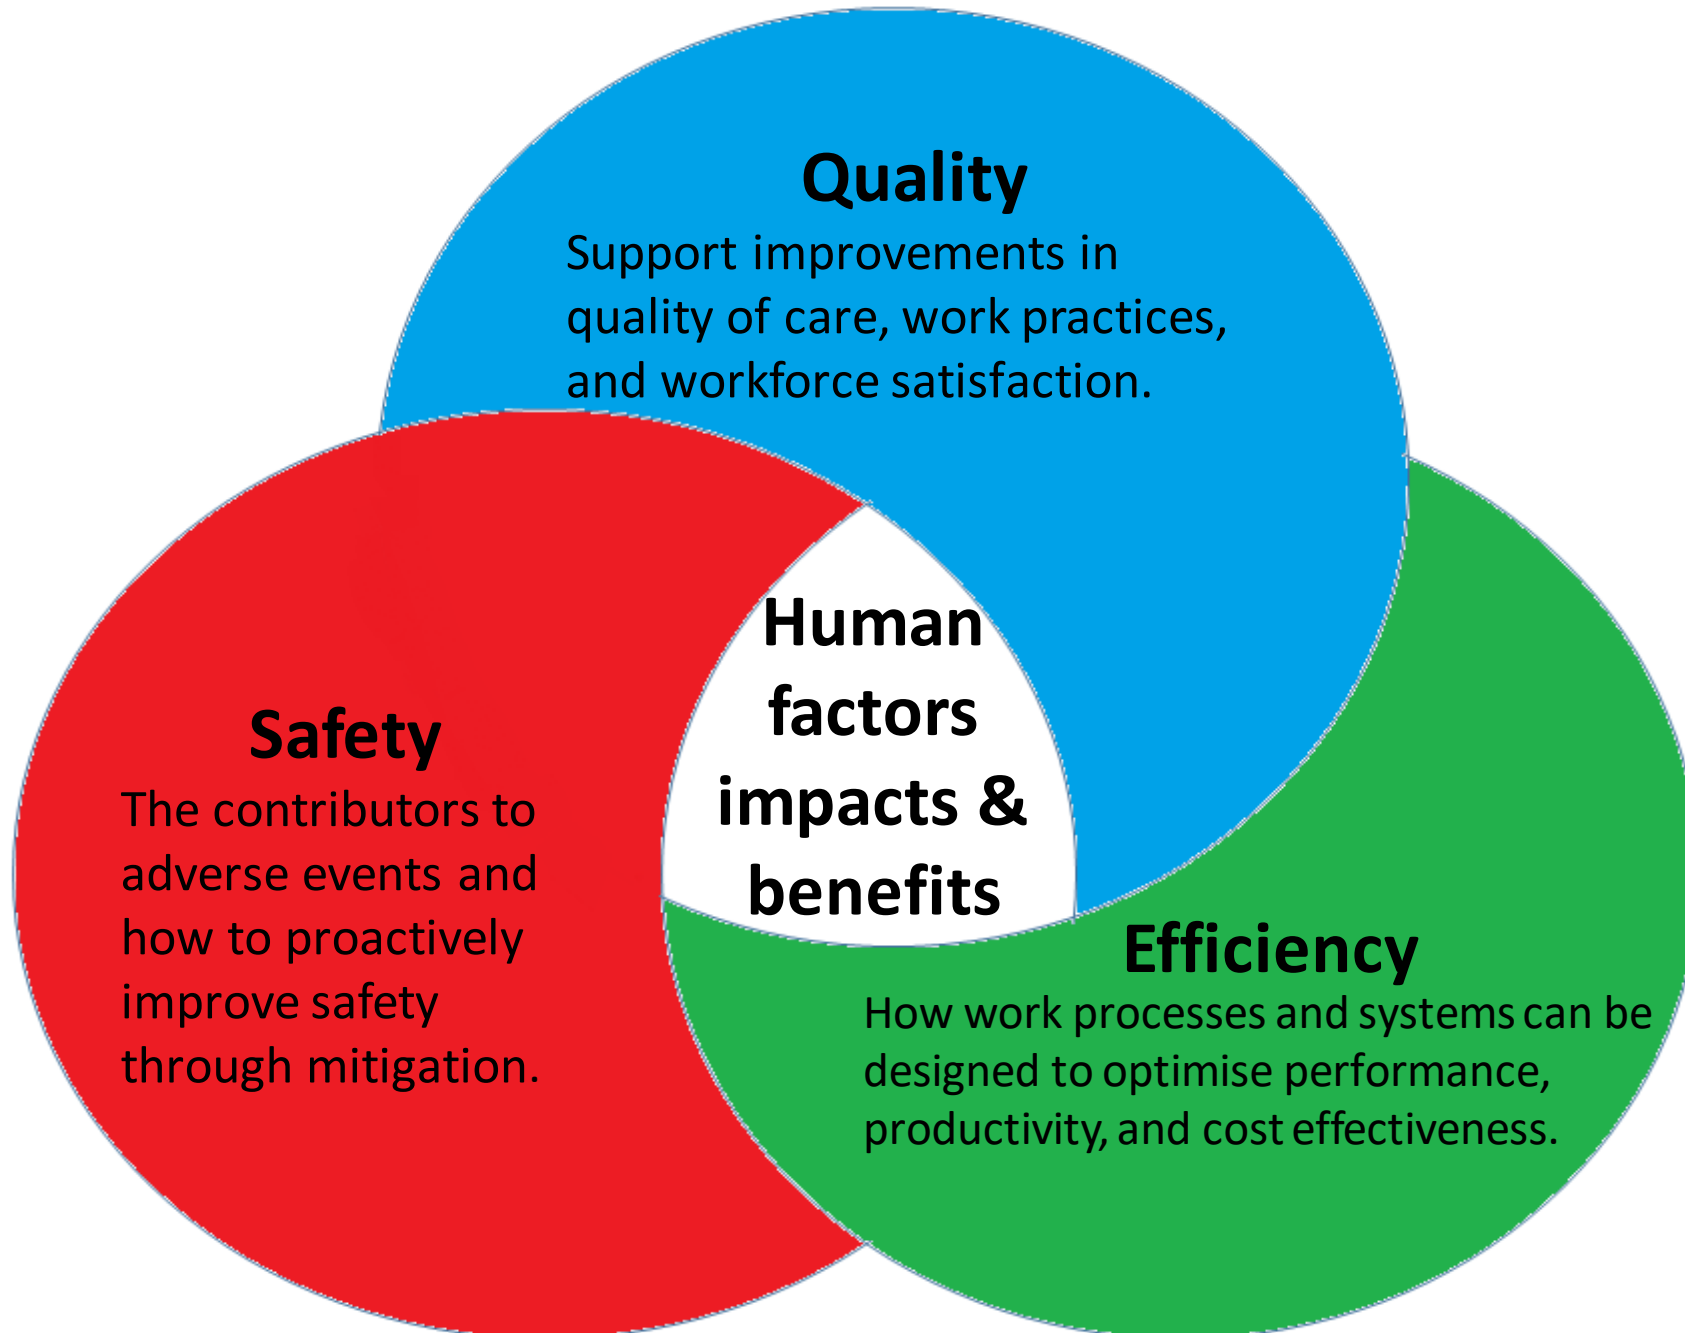 Quality
Support improvements in
quality of care, work practices,
and workforce satisfaction.
Human
factors
impacts &
benefits
Safety
The contributors to
adverse events and
how to proactively
improve safety
through mitigation.
Efficiency
How work processes and systems can be
designed to optimise performance,
productivity, and cost effectiveness.